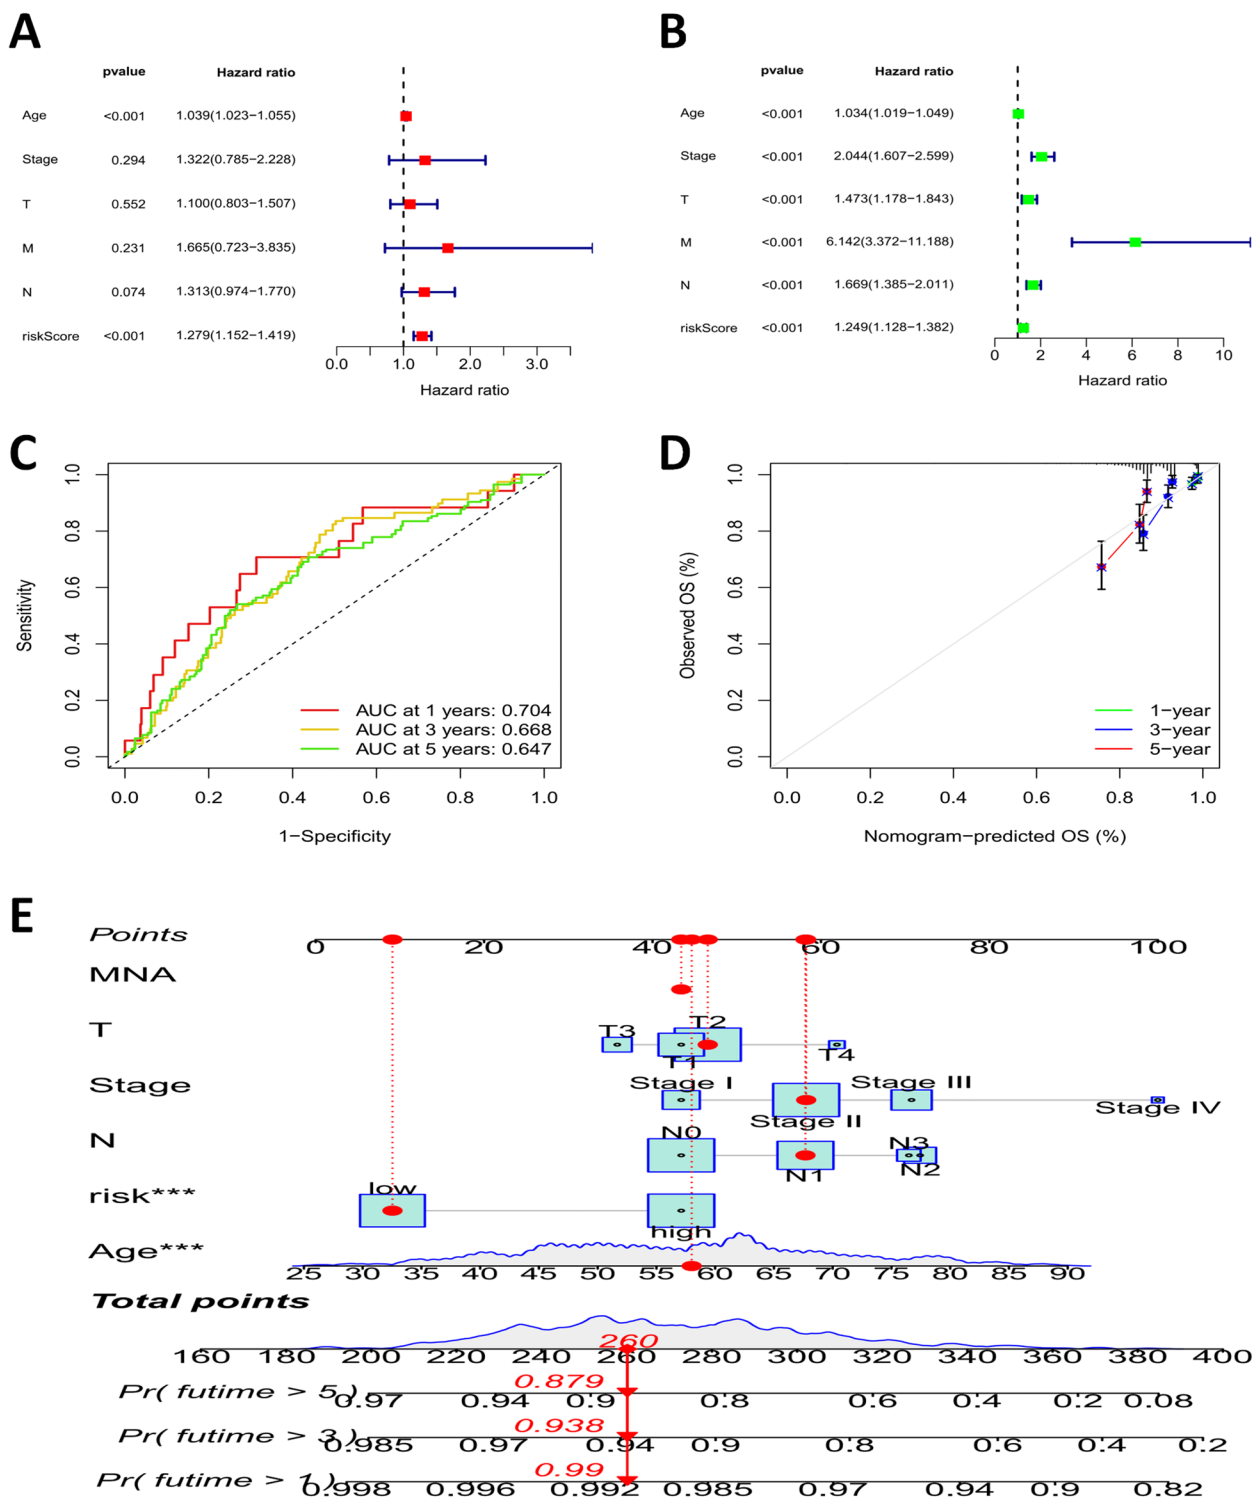 A
pvalue Hazard ratio
Age <0.001 1.039(1.023−1.055)
Stage 0.294 1.322(0.785−2.228)
T 0.552 1.100(0.803−1.507)
M 0.231 1.665(0.723−3.835)
N 0.074 1.313(0.974−1.770)
riskScore <0.001 1.279(1.152−1.419)
0.0 1.0 2.0 3.0
Hazard ratio
B
pvalue Hazard ratio
Age <0.001 1.034(1.019−1.049)
Stage <0.001 2.044(1.607−2.599)
T <0.001 1.473(1.178−1.843)
M <0.001 6.142(3.372−11.188)
N <0.001 1.669(1.385−2.011)
riskScore <0.001 1.249(1.128−1.382)
0 2 4 6 8 10
Hazard ratio
C
Sensitivity
1.0
0.8
0.6
0.4
0.2
0.0
AUC at 1 years: 0.704
AUC at 3 years: 0.668
AUC at 5 years: 0.647
0.0 0.2 0.4 0.6 0.8 1.0
1−Specificity
D
Observed OS (%)
1.0
0.8
0.6
0.4
0.2
0.0
1−year
3−year
5−year
0.0 0.2 0.4 0.6 0.8 1.0
Nomogram−predicted OS (%)
E
Points
0 20 40 60 80 100
MNA
T
T3 T1 T2 T4
Stage
Stage I Stage II Stage III Stage IV
N
N0 N1 N3 N2
risk***
low high
Age***
25 30 35 40 45 50 55 60 65 70 75 80 85 90
Total points
260
160 180 200 220 240 260 280 300 320 340 360 380 400
0.879
Pr( futime > 5 )
0.97 0.94 0.9 0.8 0.6 0.4 0.2 0.08
0.938
Pr( futime > 3 )
0.985 0.97 0.94 0.9 0.8 0.6 0.4 0.2
0.99
Pr( futime > 1 )
0.998 0.996 0.992 0.985 0.97 0.94 0.9 0.82